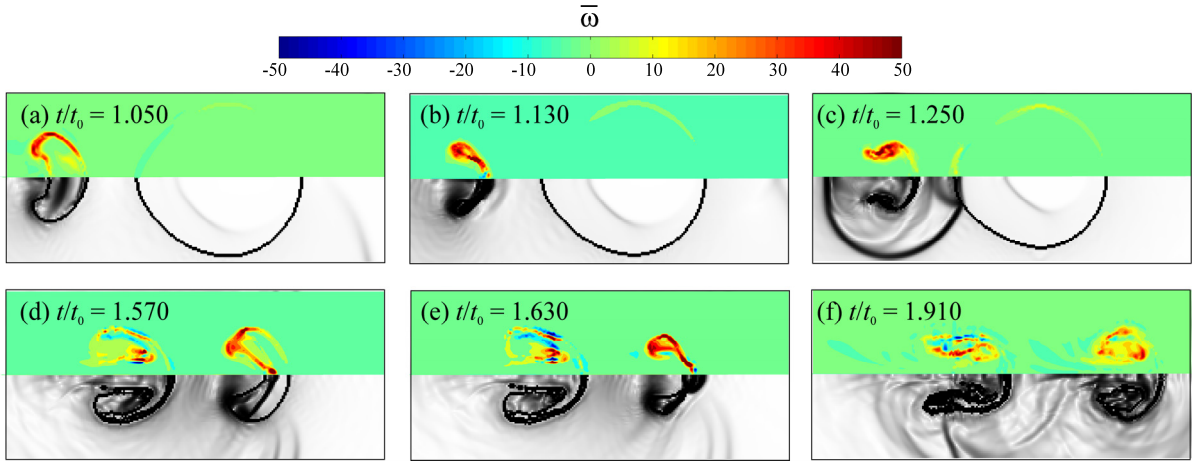 ω̅
-50 -40 -30 -20 -10 0 10 20 30 40 50
(a) t/t₀ = 1.050
(b) t/t₀ = 1.130
(c) t/t₀ = 1.250
(d) t/t₀ = 1.570
(e) t/t₀ = 1.630
(f) t/t₀ = 1.910